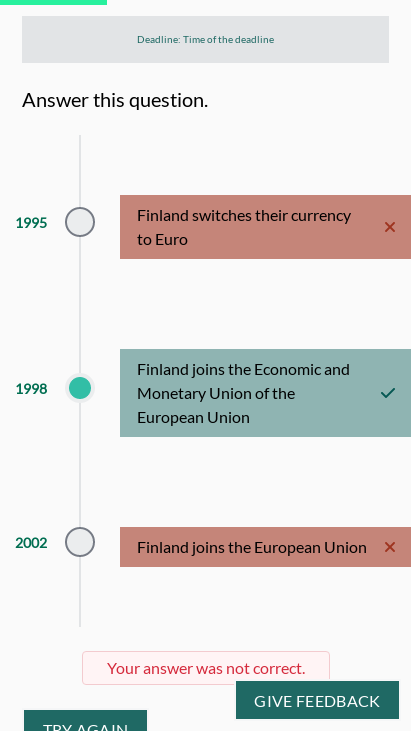 Deadline: Time of the deadline
Answer this question.
1995
Finland switches their currency
to Euro
1998
Finland joins the Economic and
Monetary Union of the
European Union
2002
Finland joins the European Union
Your answer was not correct.
GIVE FEEDBACK
TRY AGAIN